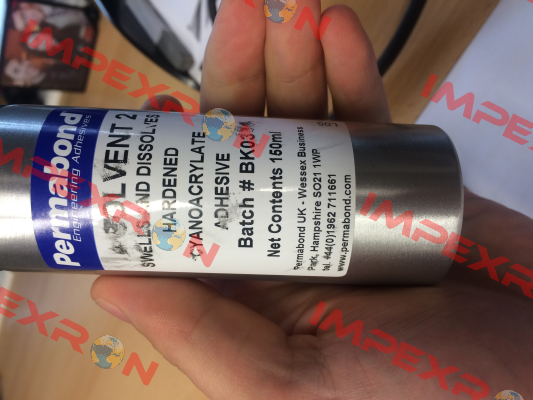 Permabond
Engineering Adhesives
SOLVENT 2
SWELLS AND DISSOLVES
HARDENED
CYANOACRYLATE
ADHESIVE
Batch #
Net Contents 150ml
Permabond UK - Wessex Business
Park, Hampshire SO21 1WP.
tel. +44(0)1962 711661
www.permabond.com
IMPEXRON
IMPEXRON
IMPEXRON
IMPEXRON
IMPEXRON